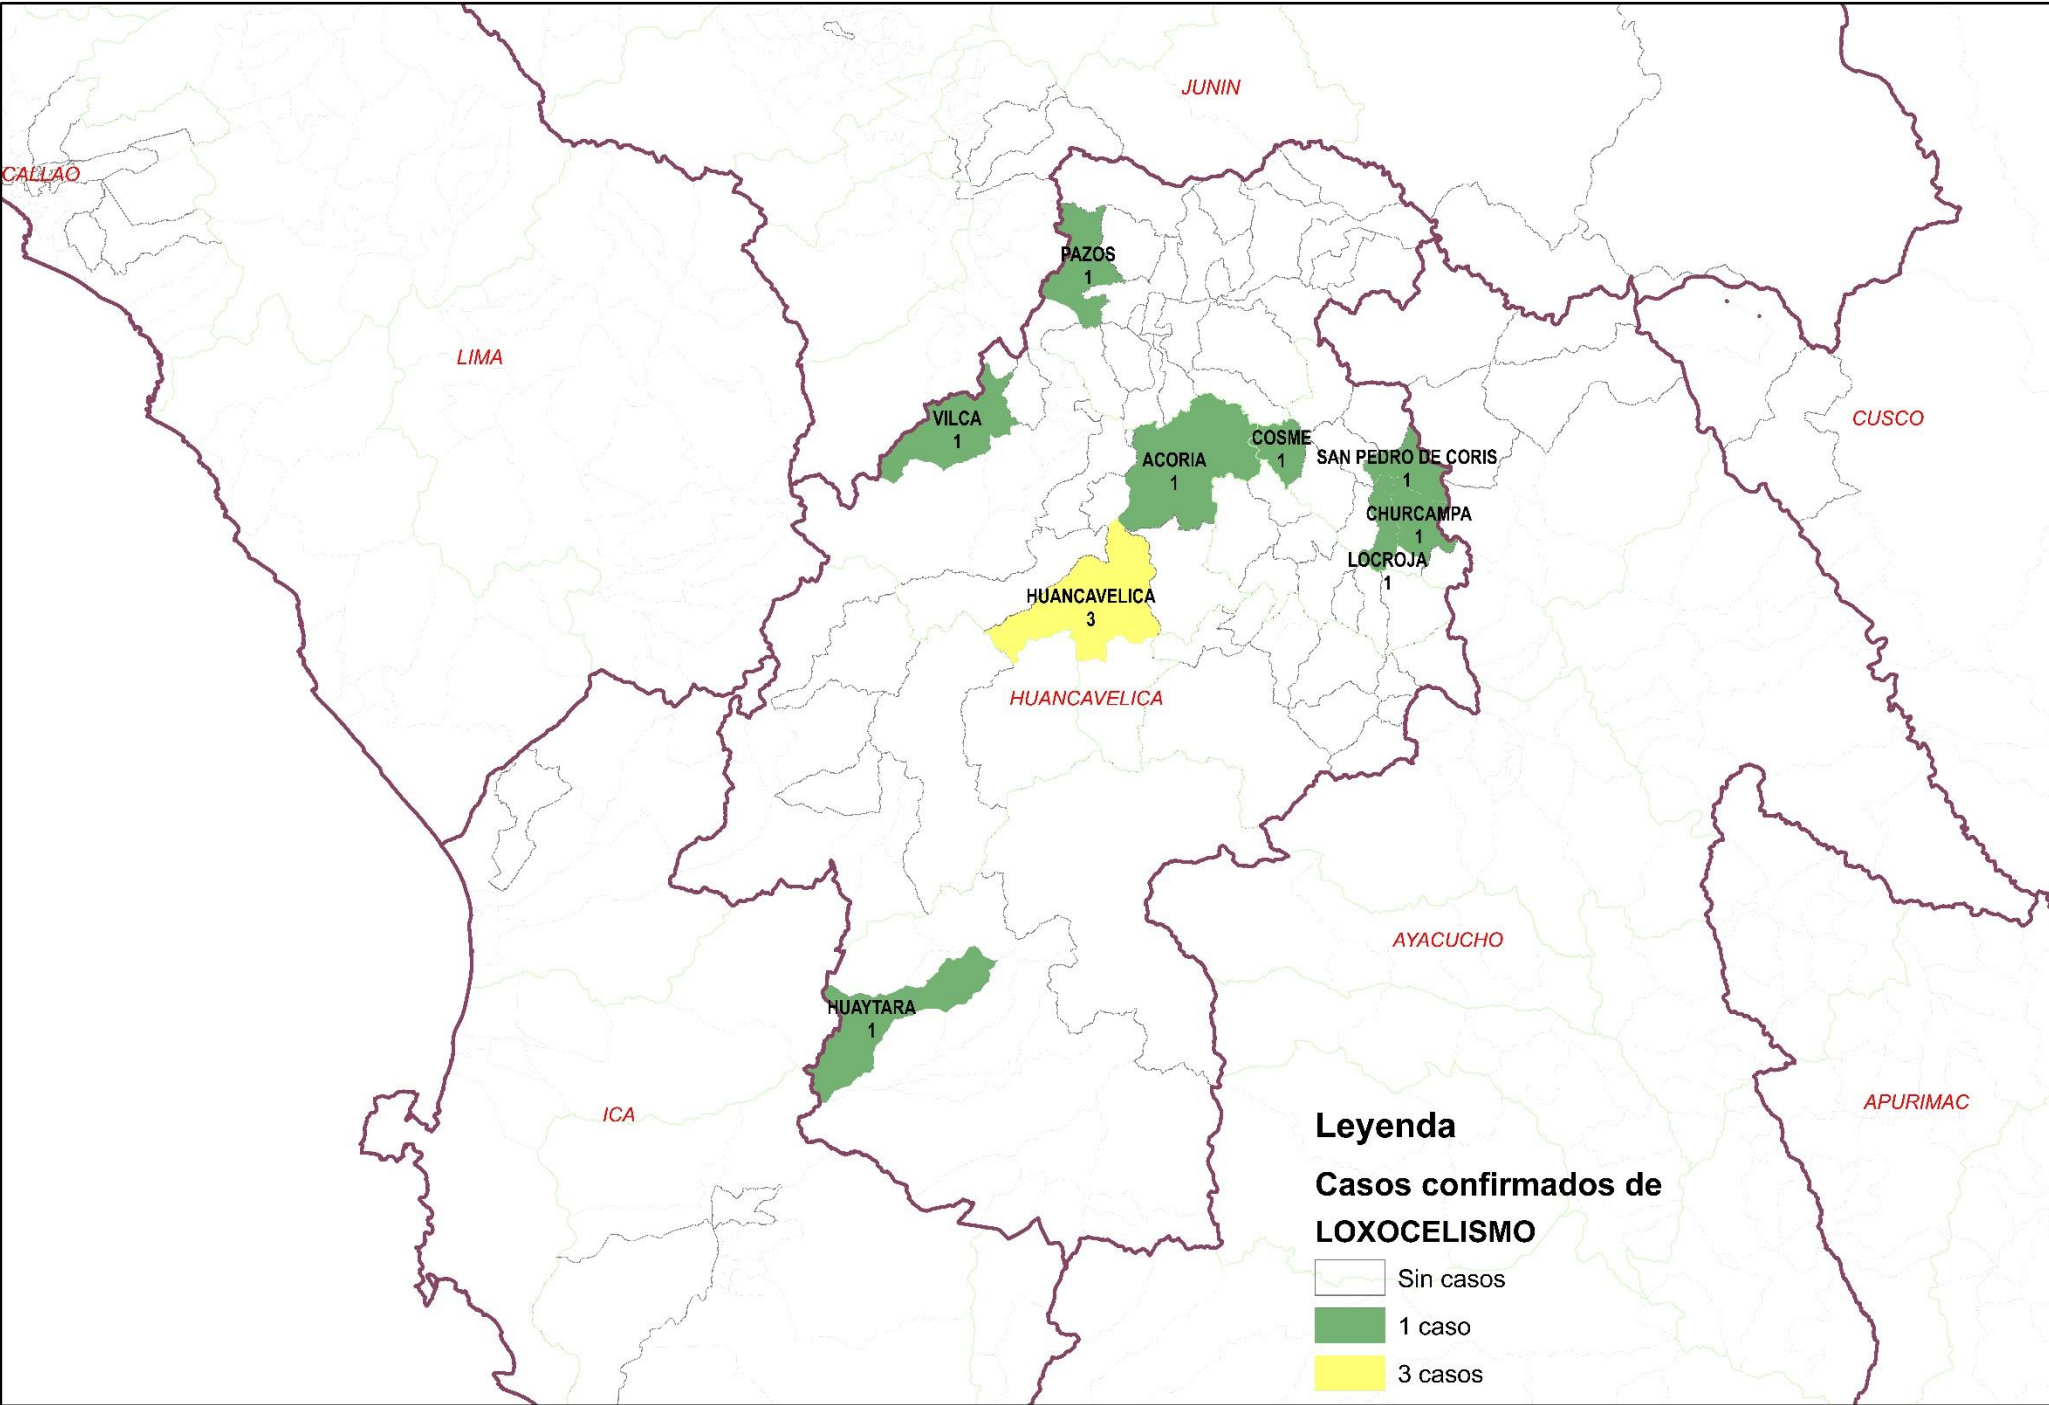 JUNIN
CALLAO
PAZOS
1
LIMA
CUSCO
VILCA
1
COSME
1
ACORIA
1
SAN PEDRO DE CORIS
1
CHURCAMPA
1
LOCROJA
1
HUANCAVELICA
3
HUANCAVELICA
AYACUCHO
HUAYTARA
1
ICA
APURIMAC
Leyenda
Casos confirmados de
LOXOCELISMO
Sin casos
1 caso
3 casos